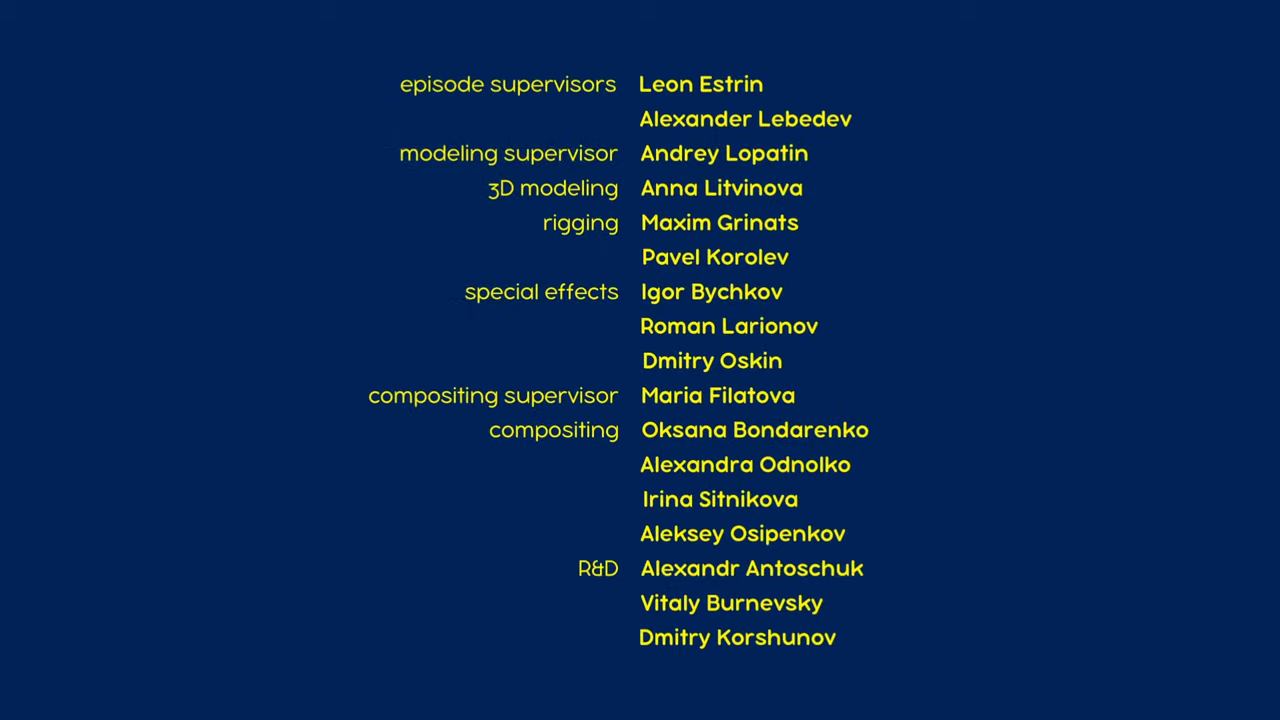 episode supervisors Leon Estrin
Alexander Lebedev
modeling supervisor Andrey Lopatin
3D modeling Anna Litvinova
rigging Maxim Grinats
Pavel Korolev
special effects Igor Bychkov
Roman Larionov
Dmitry Oskin
compositing supervisor Maria Filatova
compositing Oksana Bondarenko
Alexandra Odnolko
Irina Sitnikova
Aleksey Osipenkov
R&D Alexandr Antoschuk
Vitaly Burnevsky
Dmitry Korshunov